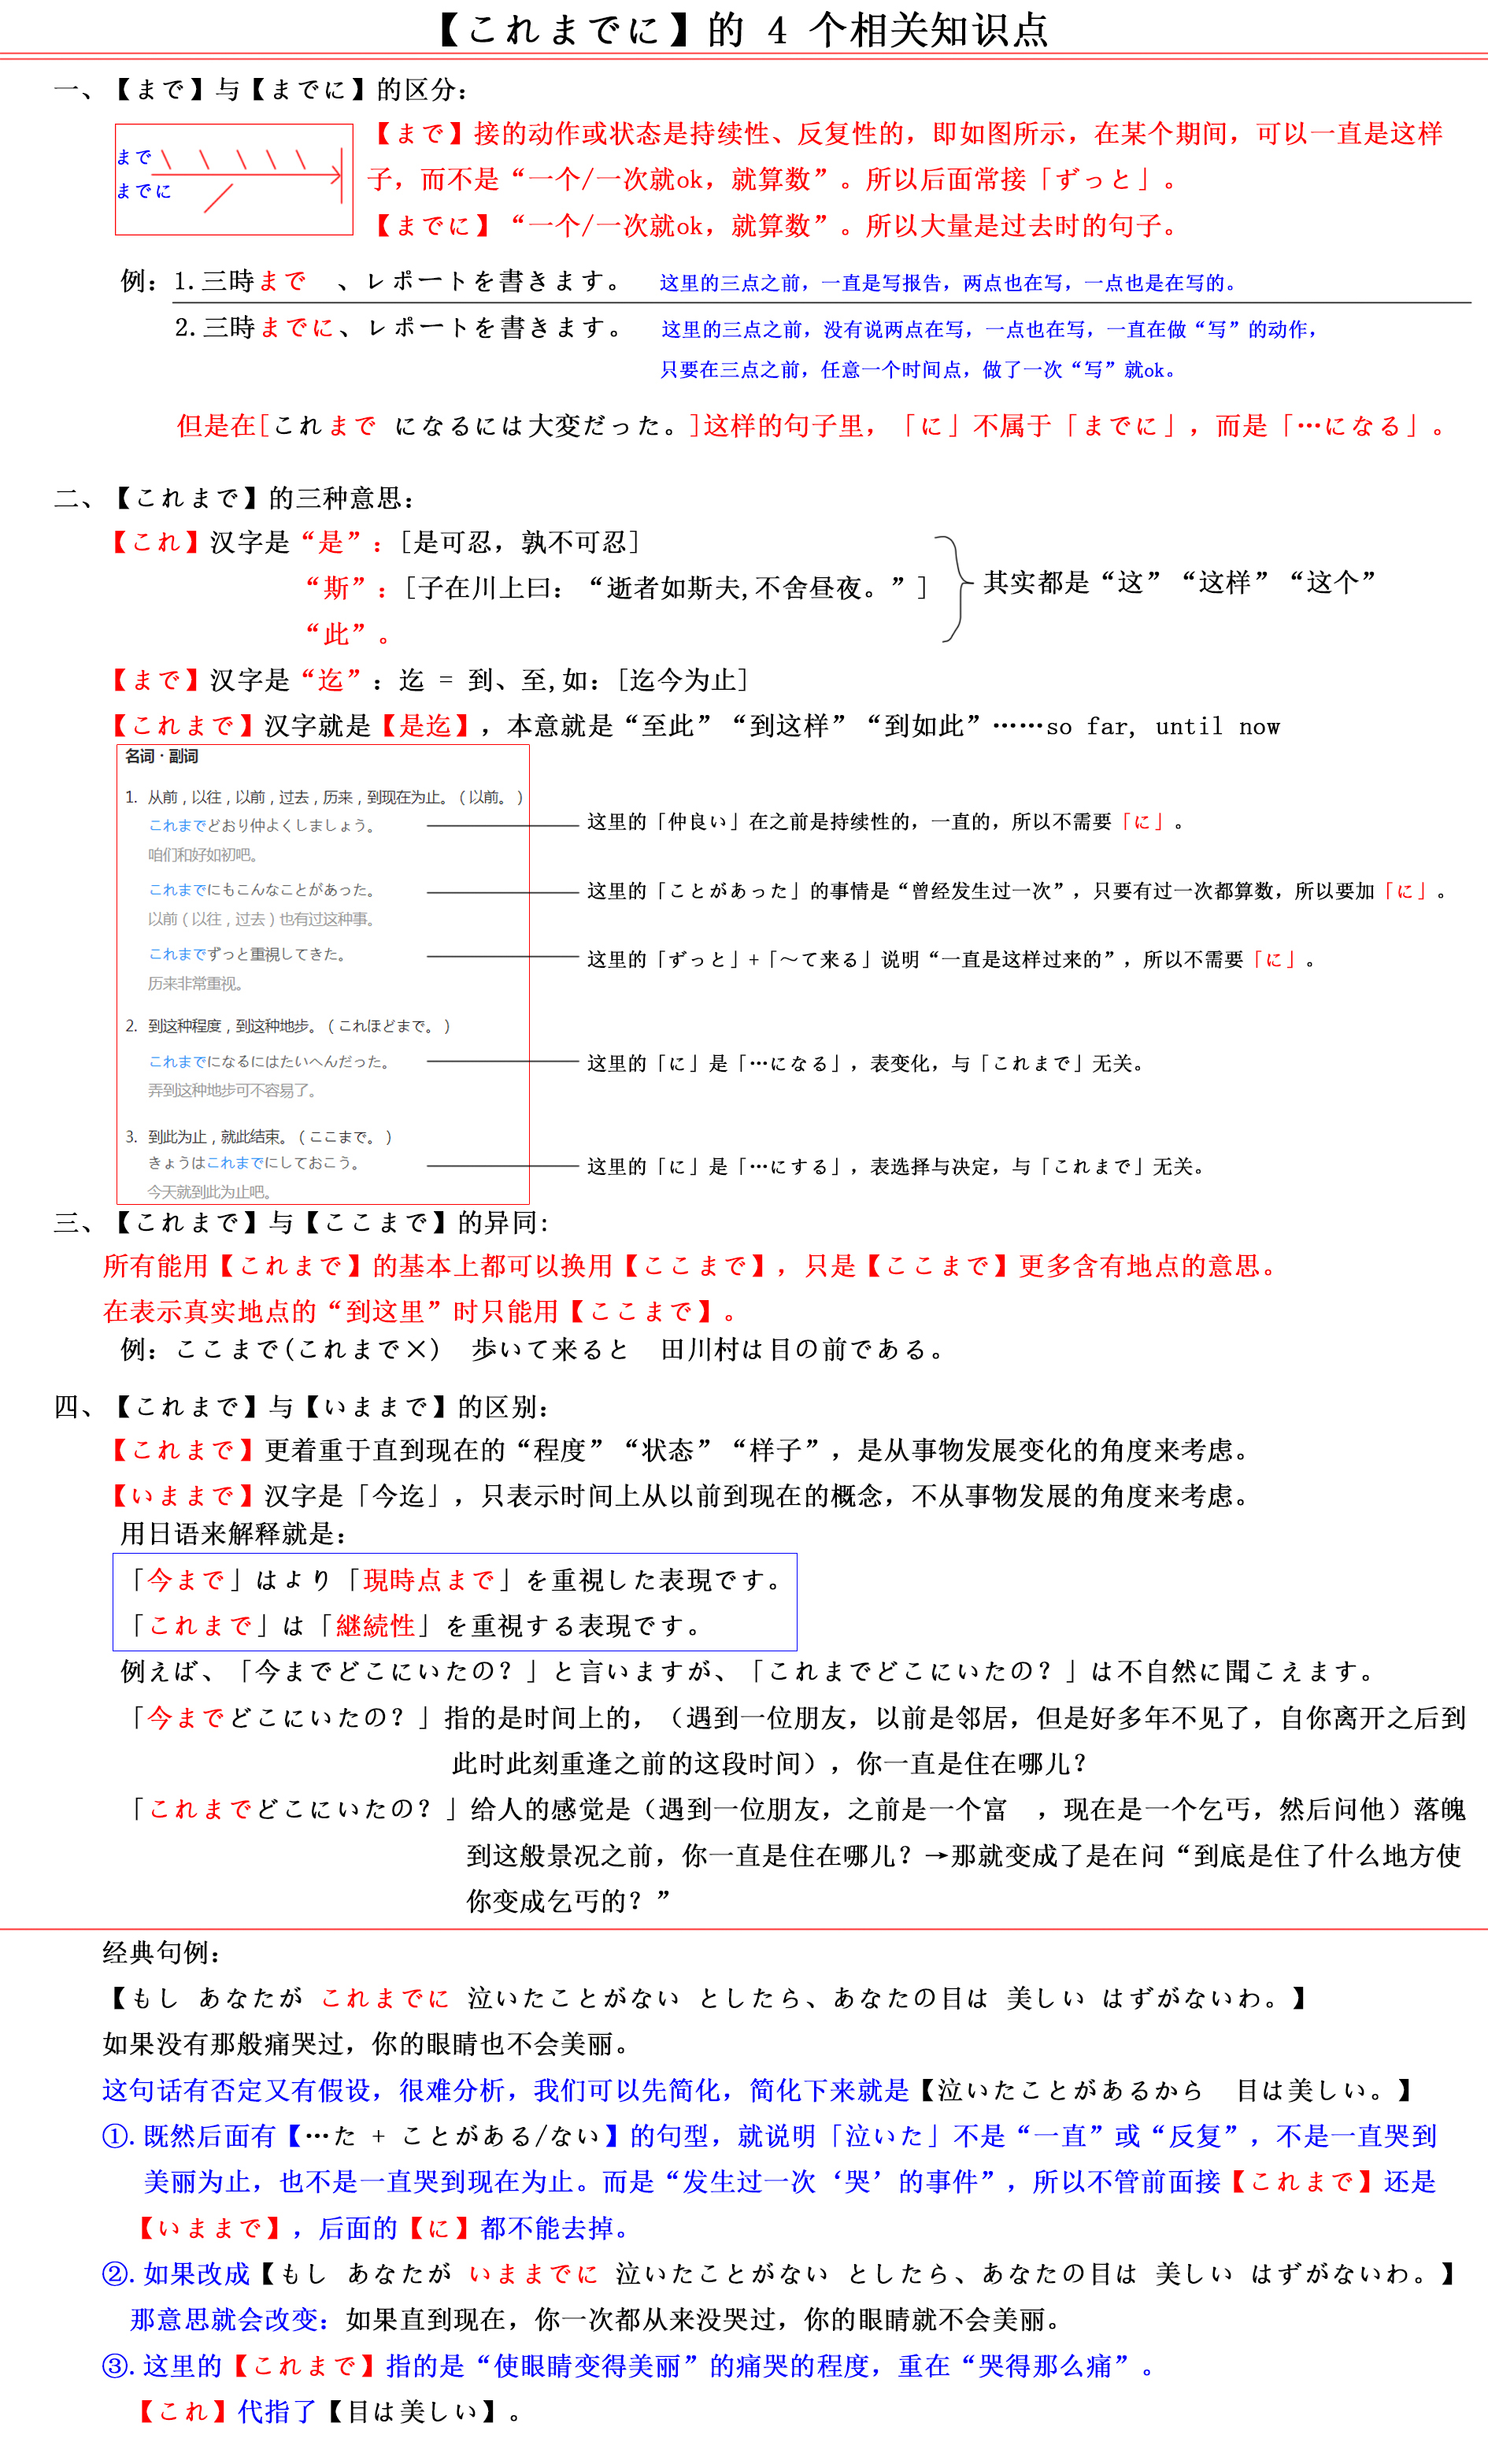 【これまでに】的 4 个相关知识点
一、【まで】与【までに】的区分：
まで
までに
【まで】接的动作或状态是持续性、反复性的，即如图所示，在某个期间，可以一直是这样
子，而不是“一个/一次就ok，就算数”。所以后面常接「ずっと」。
【までに】“一个/一次就ok，就算数”。所以大量是过去时的句子。
例：1.三時まで　、レポートを書きます。 这里的三点之前，一直是写报告，两点也在写，一点也是在写的。
2.三時までに、レポートを書きます。 这里的三点之前，没有说两点在写，一点也在写，一直在做“写”的动作，
只要在三点之前，任意一个时间点，做了一次“写”就ok。
但是在[これまで になるには大変だった。]这样的句子里，「に」不属于「までに」，而是「…になる」。
二、【これまで】的三种意思：
【これ】汉字是“是”：[是可忍，孰不可忍]
“斯”：[子在川上曰：“逝者如斯夫,不舍昼夜。”]
“此”。
其实都是“这”“这样”“这个”
【まで】汉字是“迄”：迄 = 到、至,如：[迄今为止]
【これまで】汉字就是【是迄】，本意就是“至此”“到这样”“到如此”……so far, until now
名词·副词
1. 从前，以往，以前，过去，历来，到现在为止。（以前。）
これまでどおり仲よくしましょう。 这里的「仲良い」在之前是持续性的，一直的，所以不需要「に」。
咱们和好如初吧。
これまでにもこんなことがあった。 这里的「ことがあった」的事情是“曾经发生过一次”，只要有过一次都算数，所以要加「に」。
以前（以往，过去）也有过这种事。
これまでずっと重視してきた。 这里的「ずっと」+「～て来る」说明“一直是这样过来的”，所以不需要「に」。
历来非常重视。
2. 到这种程度，到这种地步。（これほどまで。）
これまでになるにはたいへんだった。 这里的「に」是「…になる」，表变化，与「これまで」无关。
弄到这种地步可不容易了。
3. 到此为止，就此结束。（ここまで。）
きょうはこれまでにしておこう。 这里的「に」是「…にする」，表选择与决定，与「これまで」无关。
今天就到此为止吧。
三、【これまで】与【ここまで】的异同：
所有能用【これまで】的基本上都可以换用【ここまで】，只是【ここまで】更多含有地点的意思。
在表示真实地点的“到这里”时只能用【ここまで】。
例：ここまで(これまで×)　歩いて来ると　田川村は目の前である。
四、【これまで】与【いままで】的区别：
【これまで】更着重于直到现在的“程度”“状态”“样子”，是从事物发展变化的角度来考虑。
【いままで】汉字是「今迄」，只表示时间上从以前到现在的概念，不从事物发展的角度来考虑。
用日语来解释就是：
「今まで」はより「現時点まで」を重視した表現です。
「これまで」は「継続性」を重視する表現です。
例えば、「今までどこにいたの？」と言いますが、「これまでどこにいたの？」は不自然に聞こえます。
「今までどこにいたの？」指的是时间上的，（遇到一位朋友，以前是邻居，但是好多年不见了，自你离开之后到
此时此刻重逢之前的这段时间），你一直是住在哪儿？
「これまでどこにいたの？」给人的感觉是（遇到一位朋友，之前是一个富　，现在是一个乞丐，然后问他）落魄
到这般景况之前，你一直是住在哪儿？→那就变成了是在问“到底是住了什么地方使
你变成乞丐的？”
经典句例：
【もし あなたが これまでに 泣いたことがない としたら、あなたの目は 美しい はずがないわ。】
如果没有那般痛哭过，你的眼睛也不会美丽。
这句话有否定又有假设，很难分析，我们可以先简化，简化下来就是【泣いたことがあるから　目は美しい。】
①.既然后面有【…た + ことがある/ない】的句型，就说明「泣いた」不是“一直”或“反复”，不是一直哭到
美丽为止，也不是一直哭到现在为止。而是“发生过一次‘哭’的事件”，所以不管前面接【これまで】还是
【いままで】，后面的【に】都不能去掉。
②.如果改成【もし あなたが いままでに 泣いたことがない としたら、あなたの目は 美しい はずがないわ。】
那意思就会改变：如果直到现在，你一次都从来没哭过，你的眼睛就不会美丽。
③.这里的【これまで】指的是“使眼睛变得美丽”的痛哭的程度，重在“哭得那么痛”。
【これ】代指了【目は美しい】。